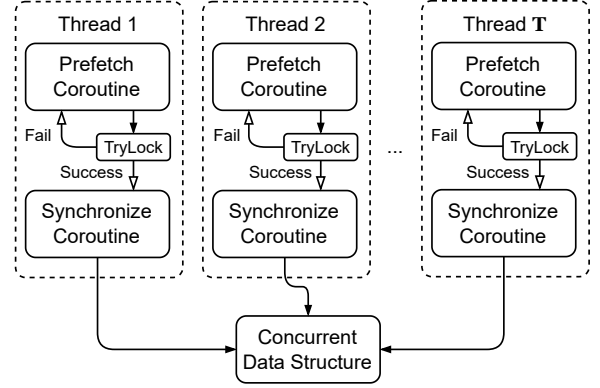 Thread 1
Prefetch
Coroutine
Fail
TryLock
Success
Synchronize
Coroutine
Thread 2
Prefetch
Coroutine
Fail
TryLock
Success
Synchronize
Coroutine
...
Thread T
Prefetch
Coroutine
Fail
TryLock
Success
Synchronize
Coroutine
Concurrent
Data Structure